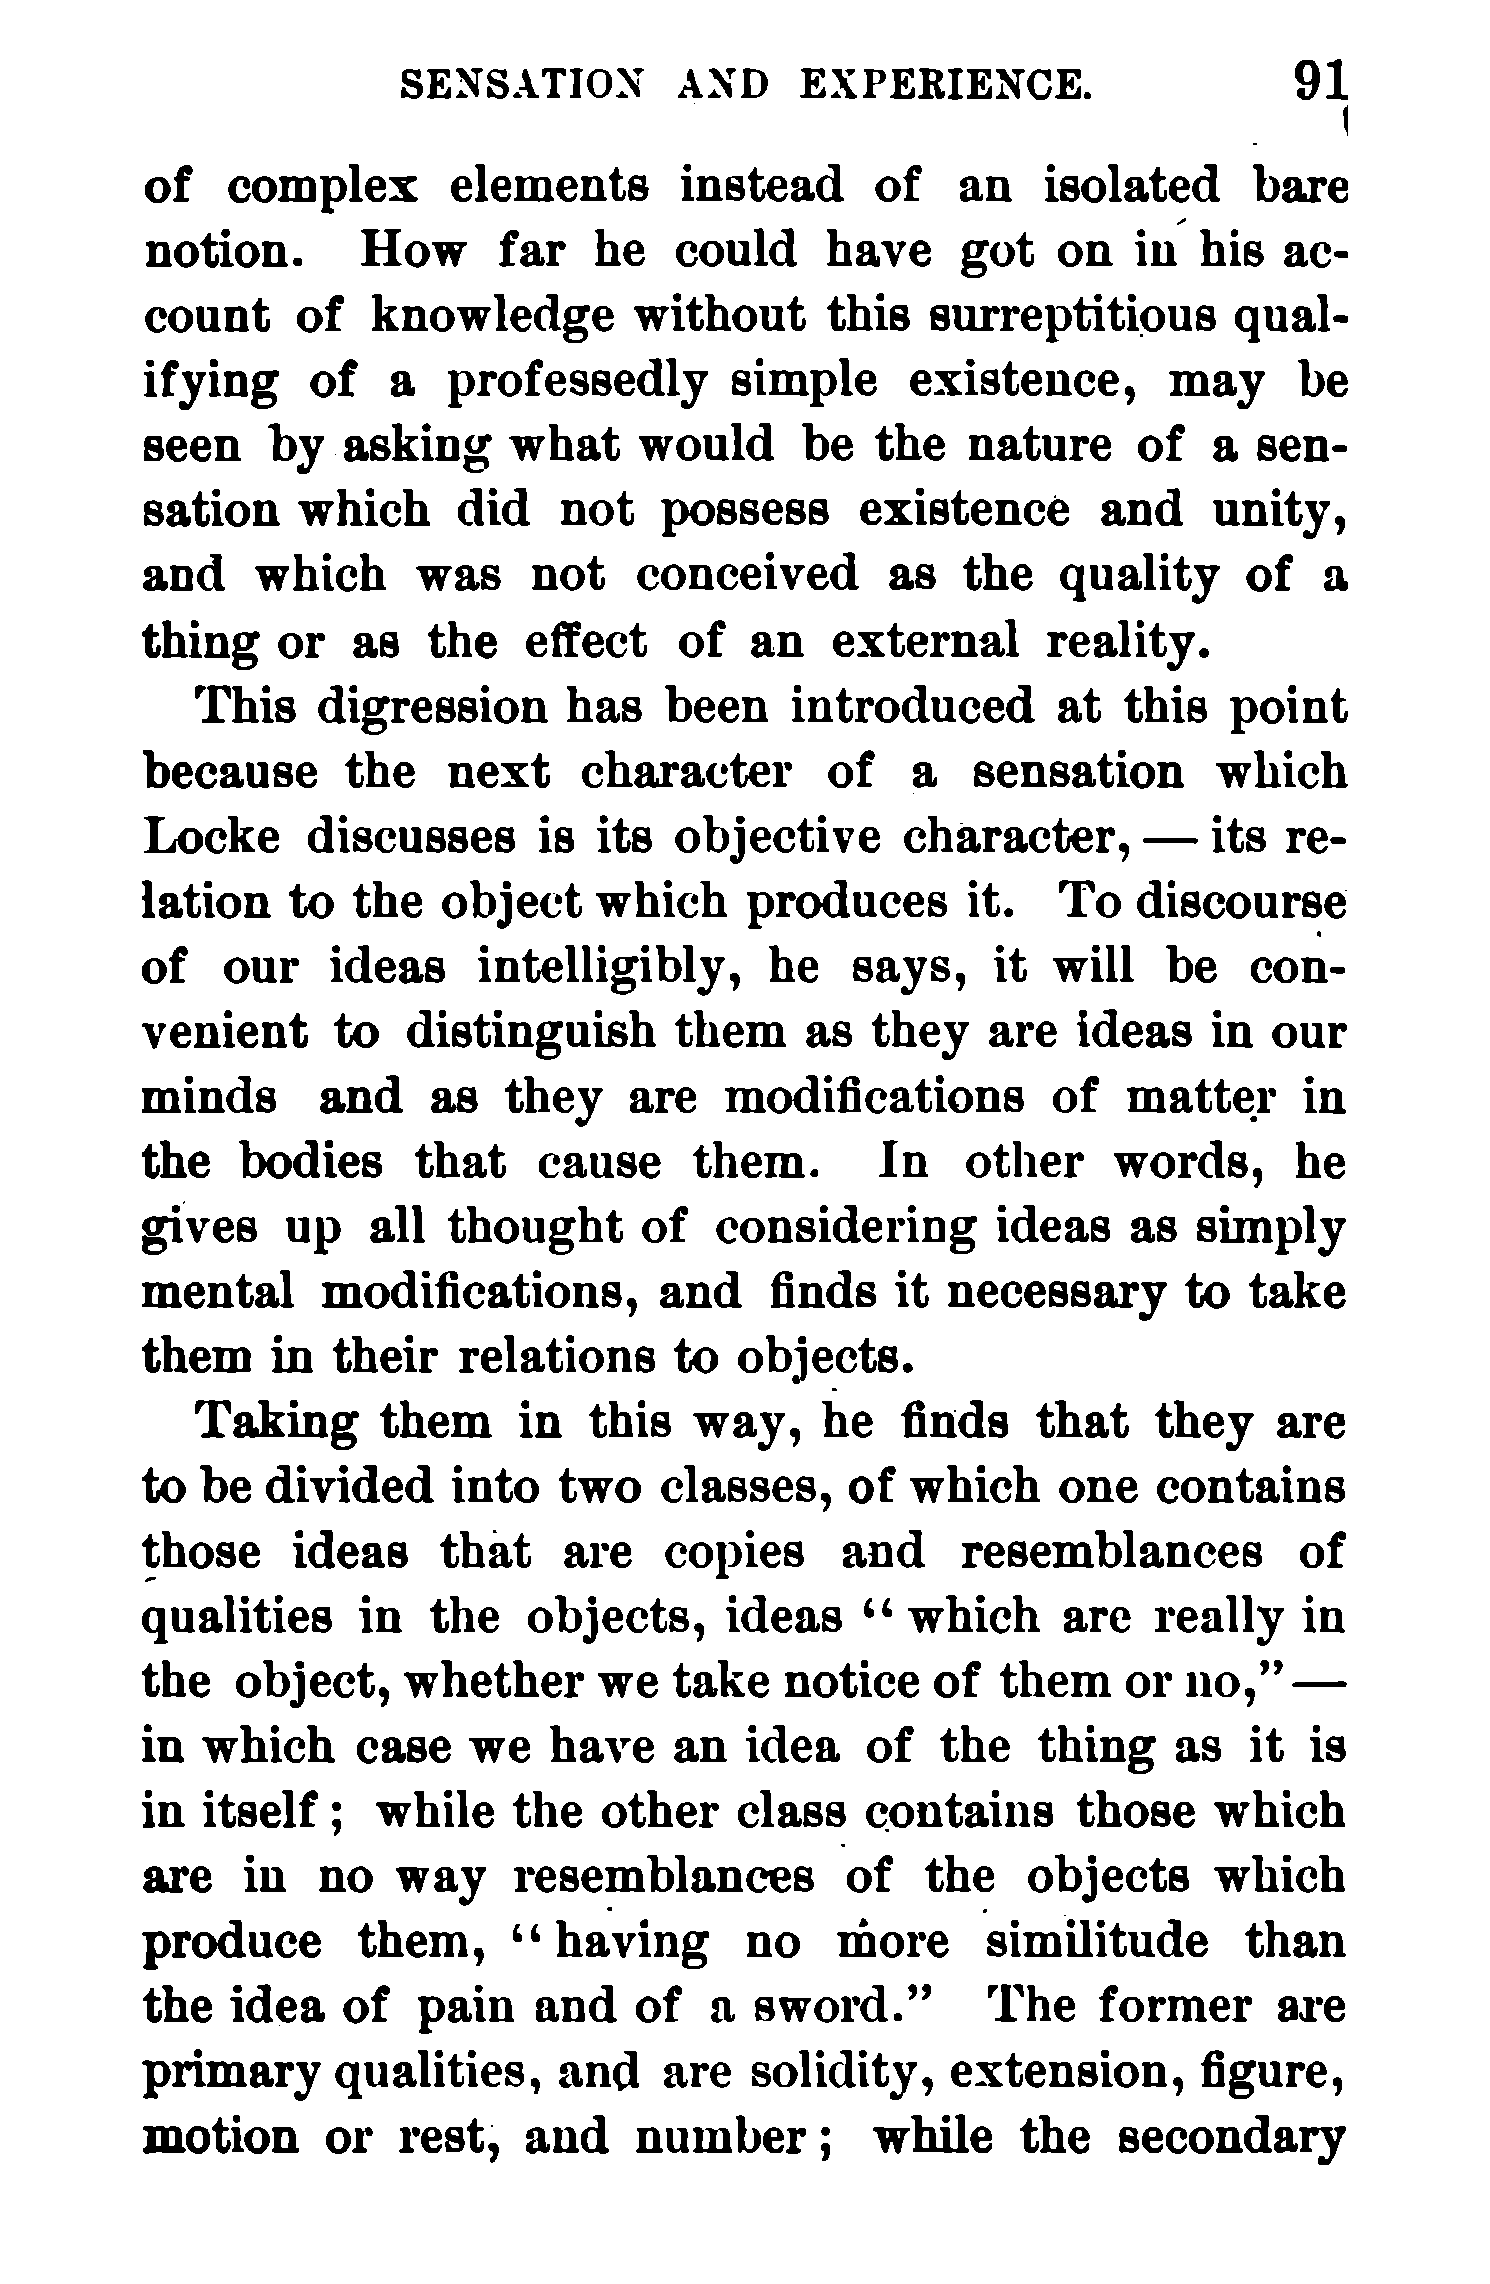 SENSATION AND EXPERIENCE. 91
of complex elements instead of an isolated bare
notion. How far he could have got on in his ac-
count of knowledge without this surreptitious qual-
ifying of a professedly simple existence, may be
seen by asking what would be the nature of a sen-
sation which did not possess existence and unity,
and which was not conceived as the quality of a
thing or as the effect of an external reality.
This digression has been introduced at this point
because the next character of a sensation which
Locke discusses is its objective character, — its re-
lation to the object which produces it. To discourse
of our ideas intelligibly, he says, it will be con-
venient to distinguish them as they are ideas in our
minds and as they are modifications of matter in
the bodies that cause them. In other words, he
gives up all thought of considering ideas as simply
mental modifications, and finds it necessary to take
them in their relations to objects.
Taking them in this way, he finds that they are
to be divided into two classes, of which one contains
those ideas that are copies and resemblances of
qualities in the objects, ideas “ which are really in
the object, whether we take notice of them or no,” —
in which case we have an idea of the thing as it is
in itself ; while the other class contains those which
are in no way resemblances of the objects which
produce them, “ having no more similitude than
the idea of pain and of a sword.” The former are
primary qualities, and are solidity, extension, figure,
motion or rest, and number ; while the secondary